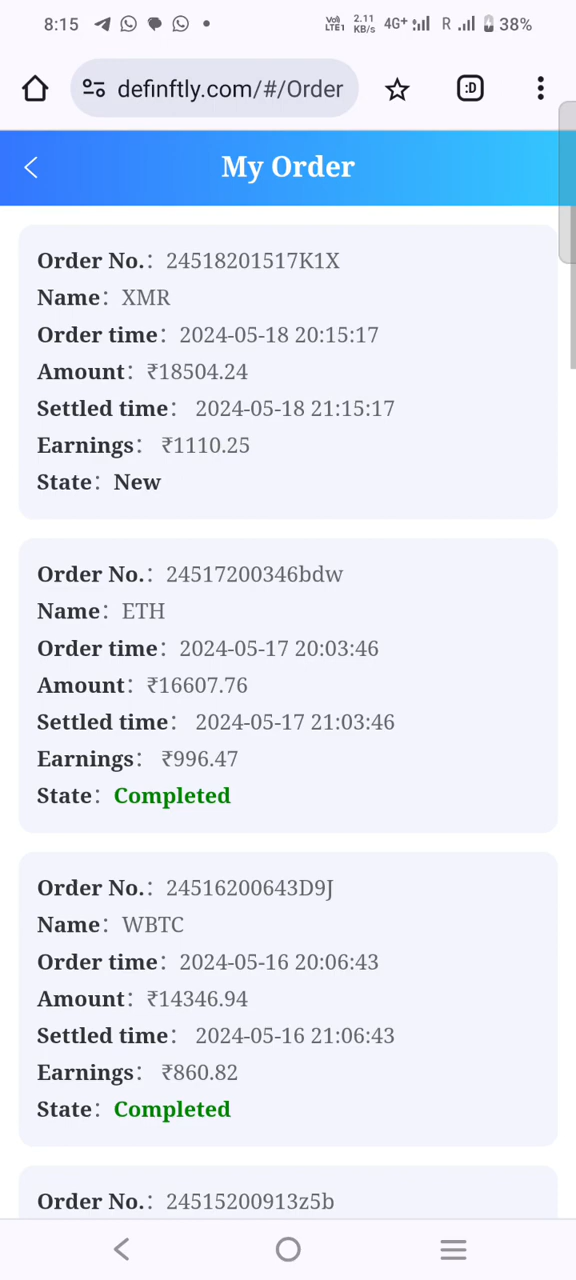 8:15
Vo) LTE1 2.11 KB/s 4G+ R 38%
definftly.com/#/Order :D
My Order
Order No.: 24518201517K1X
Name: XMR
Order time: 2024-05-18 20:15:17
Amount: ₹18504.24
Settled time: 2024-05-18 21:15:17
Earnings: ₹1110.25
State: New
Order No.: 24517200346bdw
Name: ETH
Order time: 2024-05-17 20:03:46
Amount: ₹16607.76
Settled time: 2024-05-17 21:03:46
Earnings: ₹996.47
State: Completed
Order No.: 24516200643D9J
Name: WBTC
Order time: 2024-05-16 20:06:43
Amount: ₹14346.94
Settled time: 2024-05-16 21:06:43
Earnings: ₹860.82
State: Completed
Order No.: 24515200913z5b